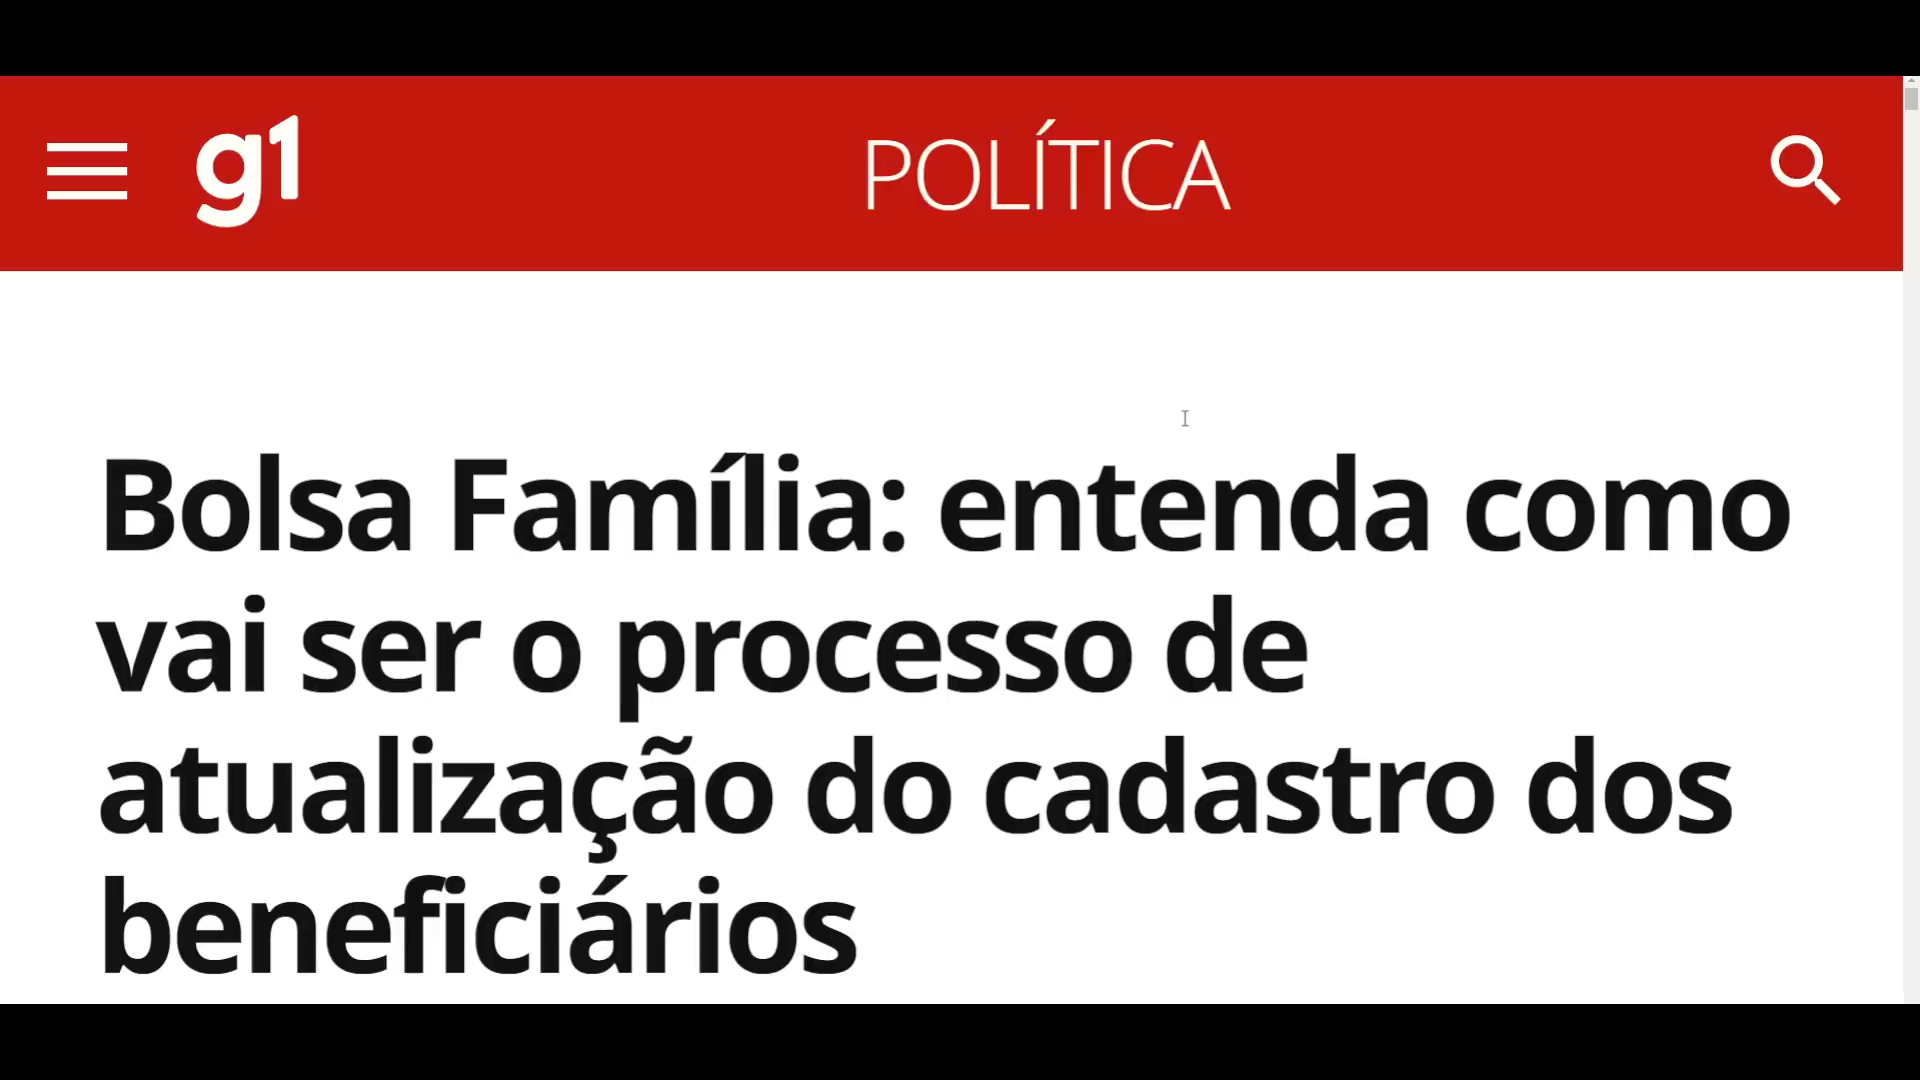 g1
POLÍTICA
Bolsa Família: entenda como
vai ser o processo de
atualização do cadastro dos
beneficiários